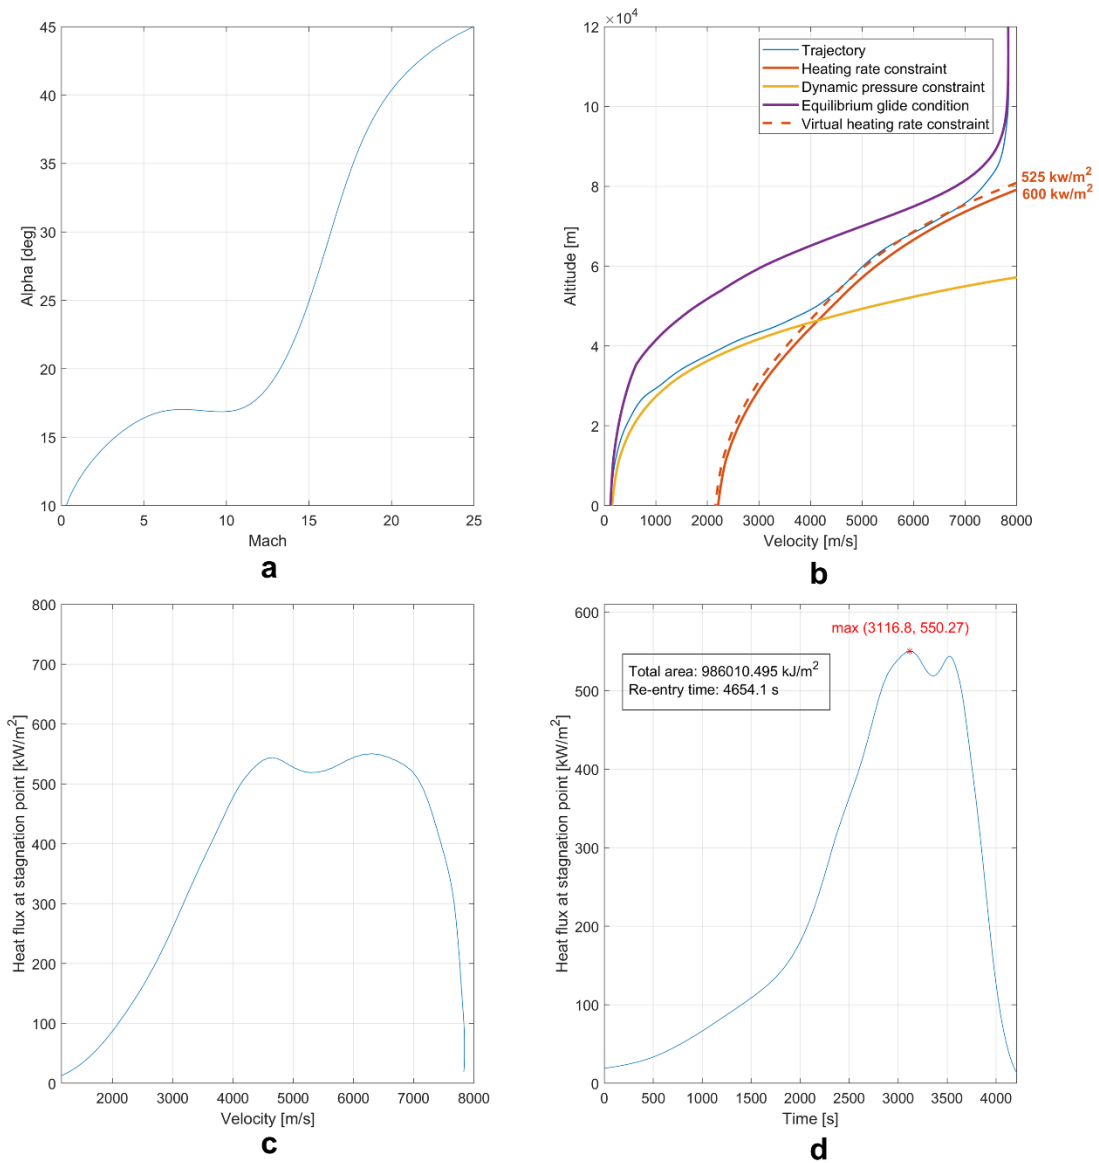 45
40
35
30
25
20
15
10
0
5
10
15
20
25
Alpha [deg]
Mach
a
×10^4
12
10
8
6
4
2
0
0
1000
2000
3000
4000
5000
6000
7000
8000
Altitude [m]
Velocity [m/s]
Trajectory
Heating rate constraint
Dynamic pressure constraint
Equilibrium glide condition
Virtual heating rate constraint
525 kw/m^2
600 kw/m^2
b
800
700
600
500
400
300
200
100
0
2000
3000
4000
5000
6000
7000
8000
Heat flux at stagnation point [kW/m^2]
Velocity [m/s]
c
600
500
400
300
200
100
0
0
500
1000
1500
2000
2500
3000
3500
4000
Heat flux at stagnation point [kW/m^2]
Time [s]
max (3116.8, 550.27)
Total area: 986010.495 kJ/m^2
Re-entry time: 4654.1 s
d